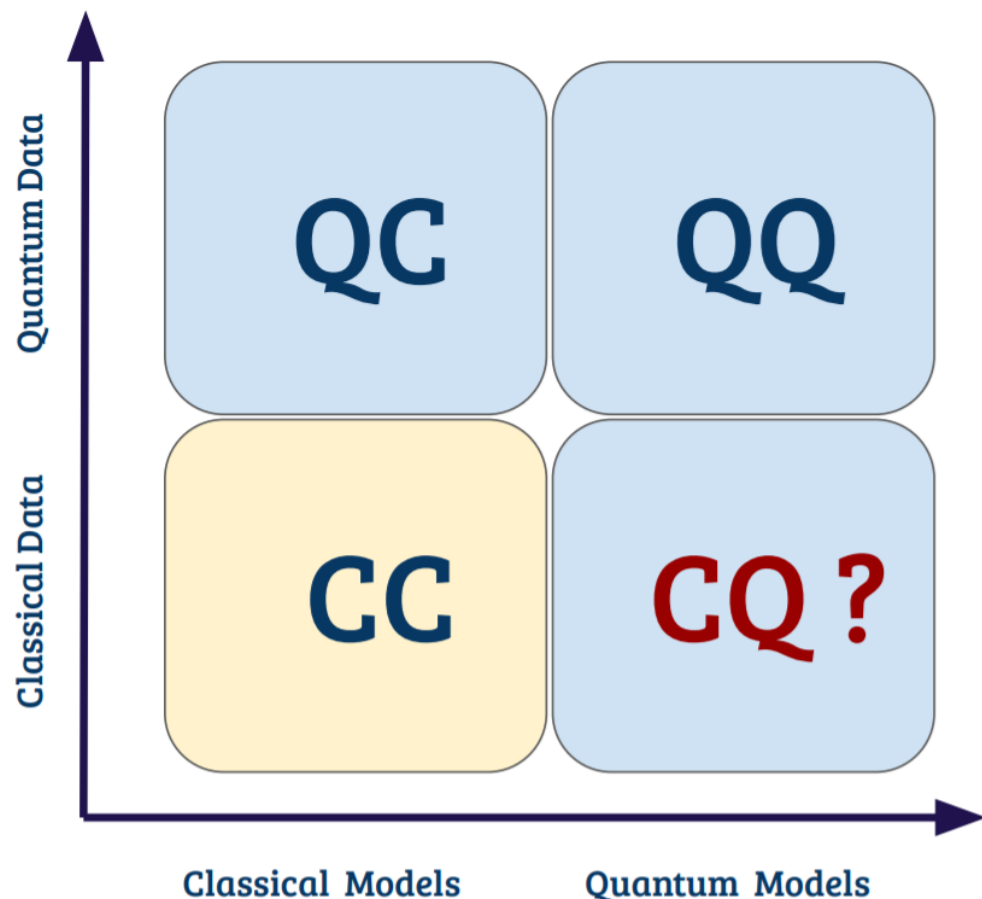 Quantum Data
QC
QQ
Classical Data
CC
CQ ?
Classical Models
Quantum Models